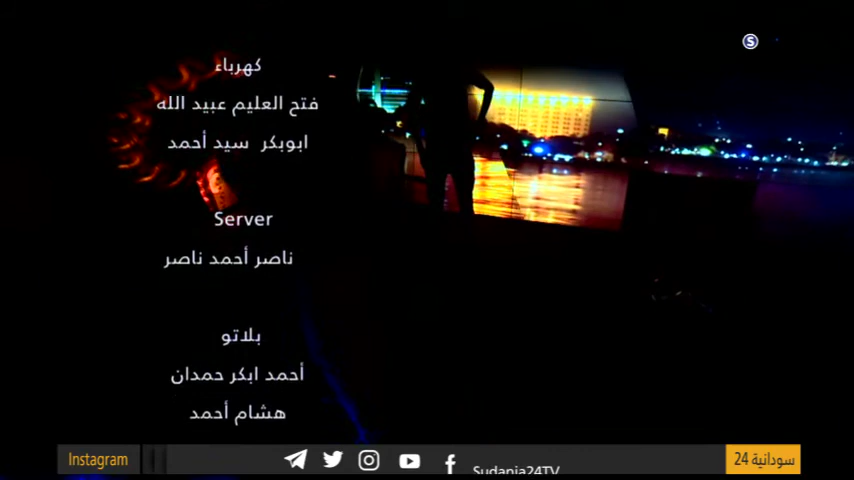 كهرباء
فتح العليم عبيد الله
ابوبكر سيد أحمد
Server
ناصر أحمد ناصر
بلاتو
أحمد ابكر حمدان
هشام أحمد
Instagram
Sudania24TV
سودانية 24
S